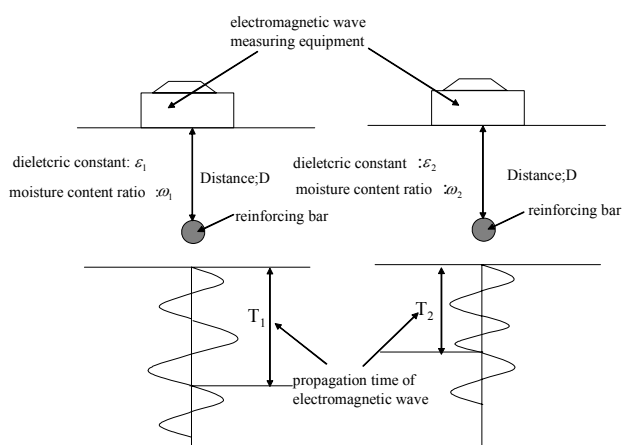 electromagnetic wave
measuring equipment
dieletcric constant: ε₁
moisture content ratio :ω₁
Distance;D
reinforcing bar
dielectric constant :ε₂
moisture content ratio :ω₂
Distance;D
reinforcing bar
T₁
T₂
propagation time of
electromagnetic wave